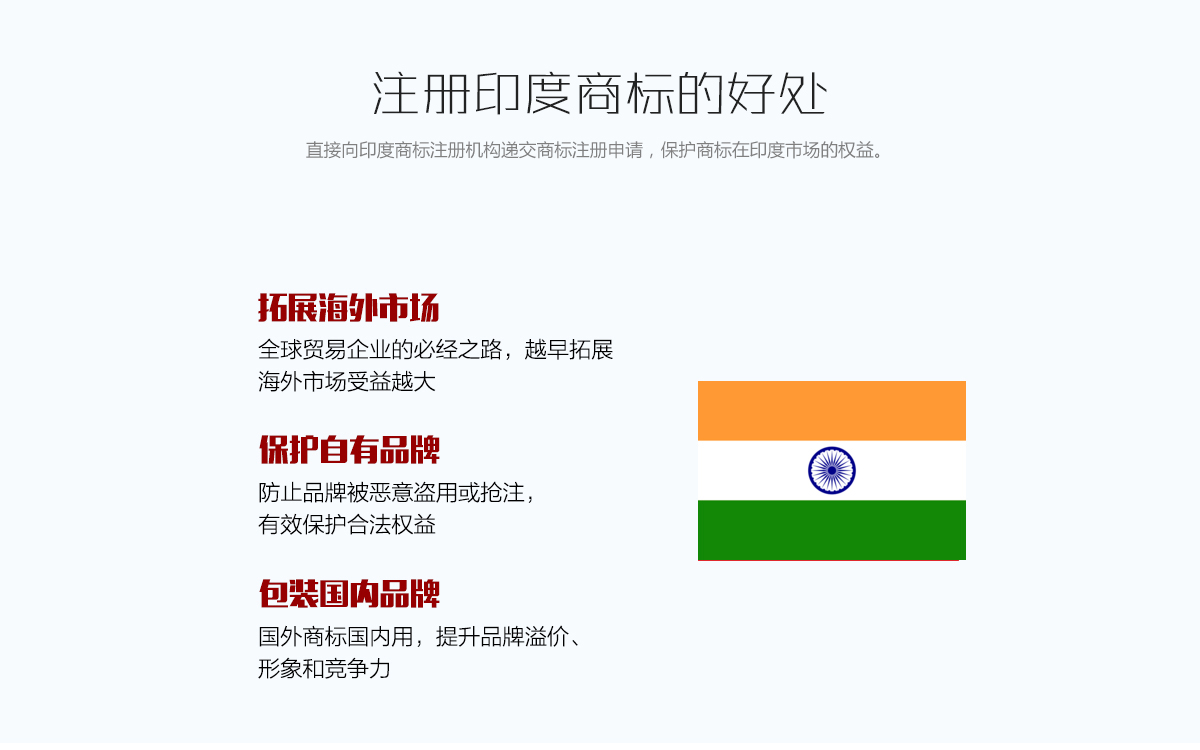 注册印度商标的好处
直接向印度商标注册机构递交商标注册申请，保护商标在印度市场的权益。
拓展海外市场
全球贸易企业的必经之路，越早拓展
海外市场受益越大
保护自有品牌
防止品牌被恶意盗用或抢注，
有效保护合法权益
包装国内品牌
国外商标国内用，提升品牌溢价、
形象和竞争力